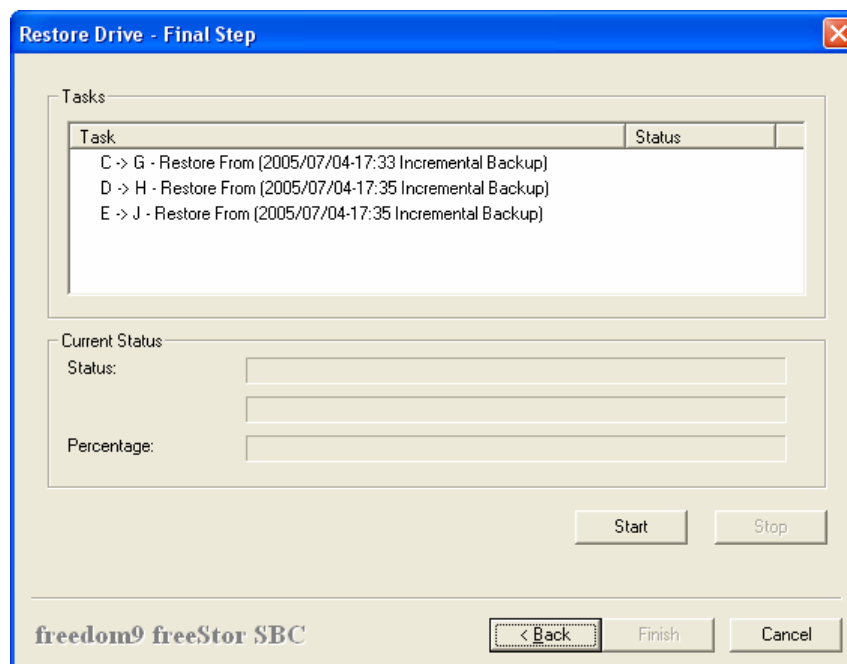 Restore Drive - Final Step
Tasks
Task Status
C -> G - Restore From (2005/07/04-17:33 Incremental Backup)
D -> H - Restore From (2005/07/04-17:35 Incremental Backup)
E -> J - Restore From (2005/07/04-17:35 Incremental Backup)
Current Status
Status:
Percentage:
Start Stop
freedom9 freeStor SBC < Back Finish Cancel